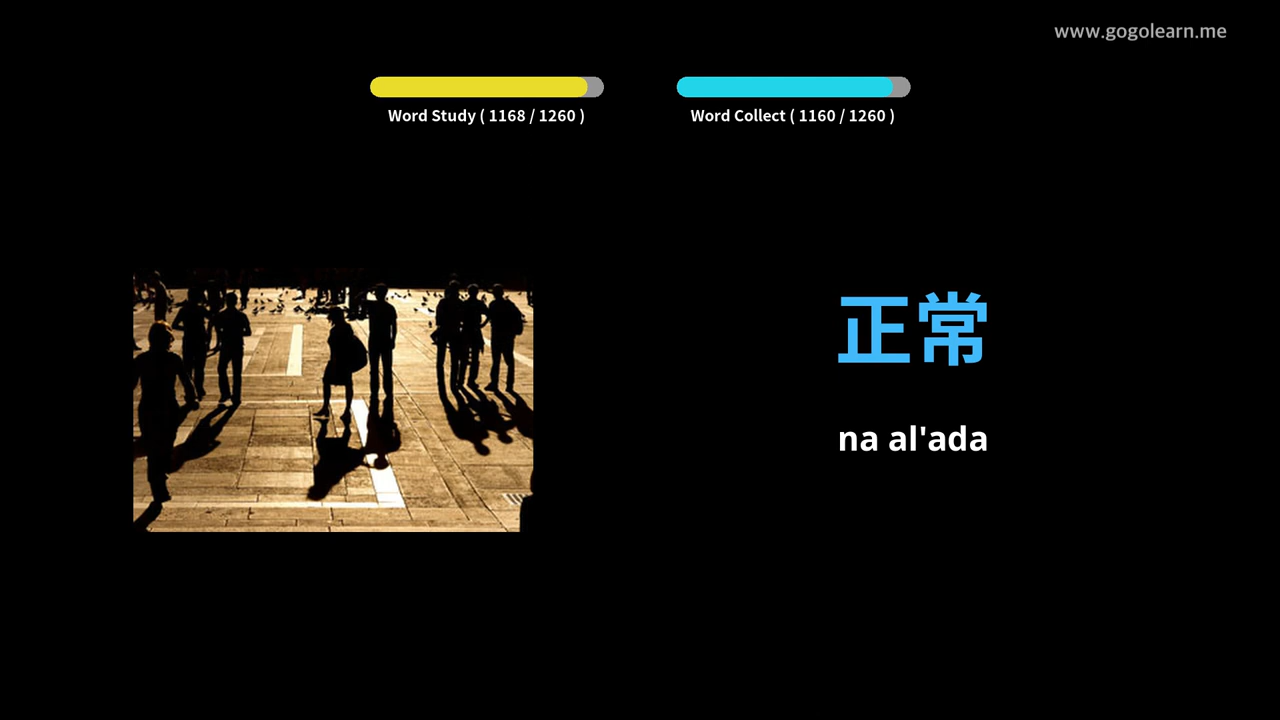 www.gogolearn.me
Word Study ( 1168 / 1260 )
Word Collect ( 1160 / 1260 )
正常
na al'ada